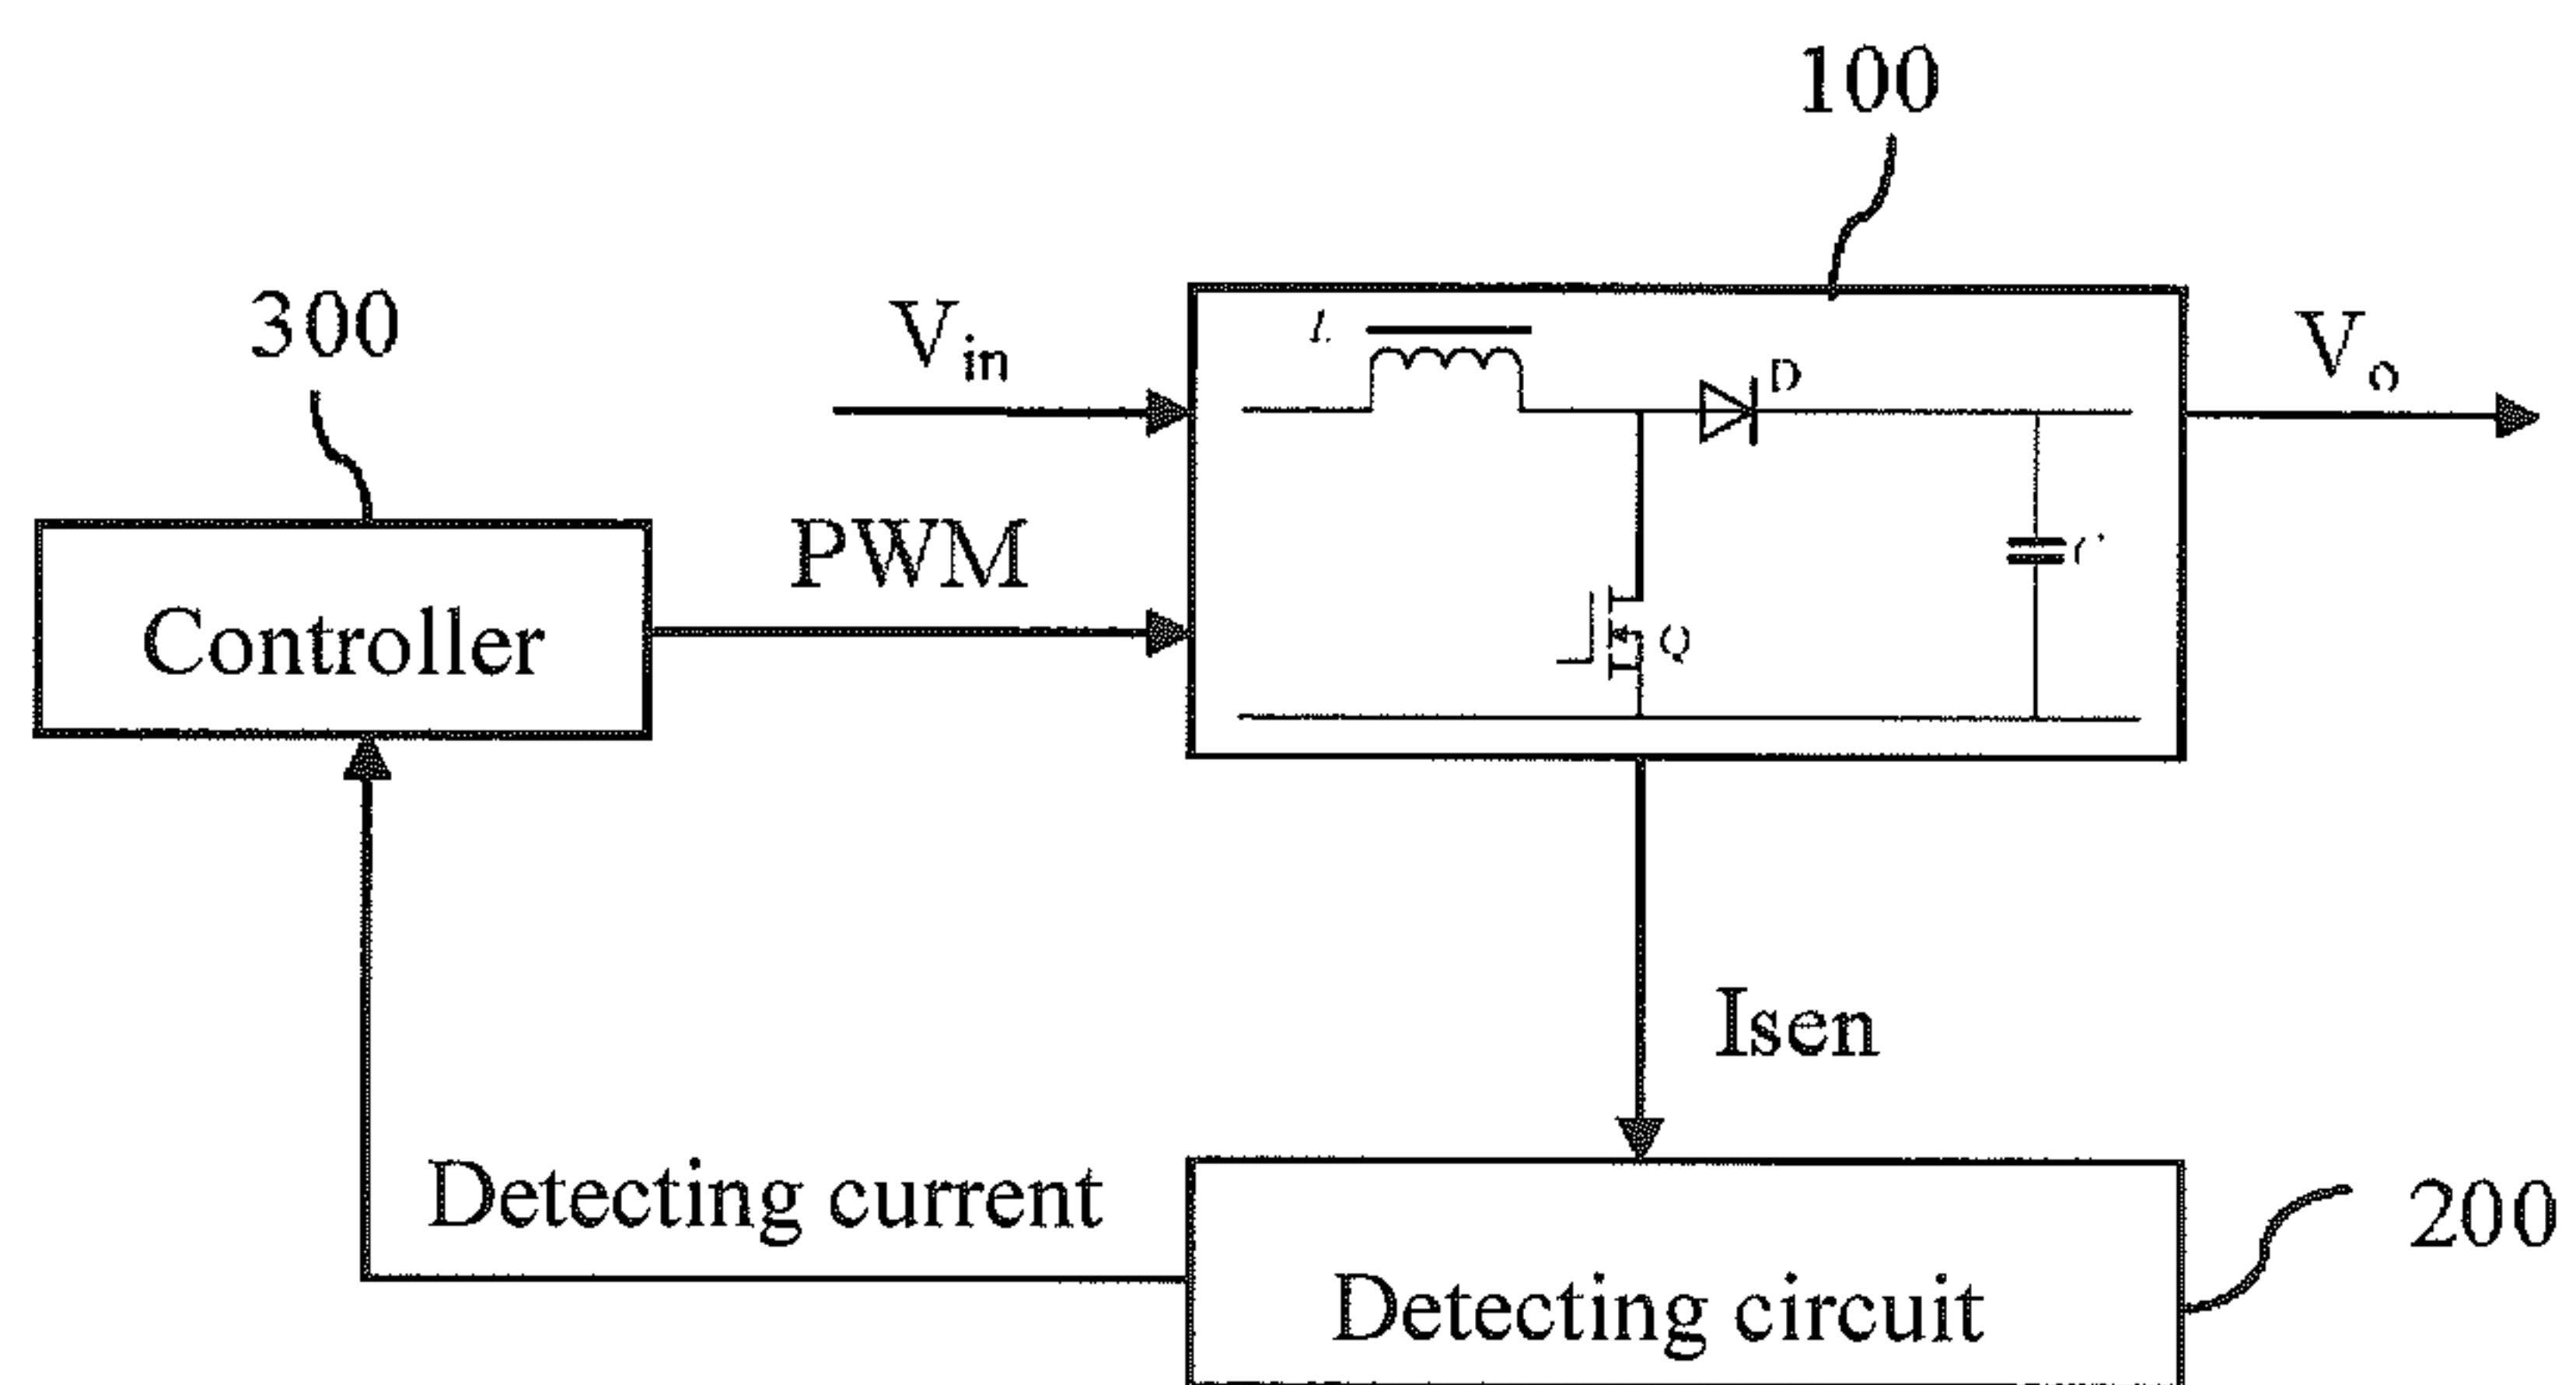 100
300
Vin
L
D
Vo
PWM
Controller
Q
C
Isen
Detecting current
Detecting circuit
200